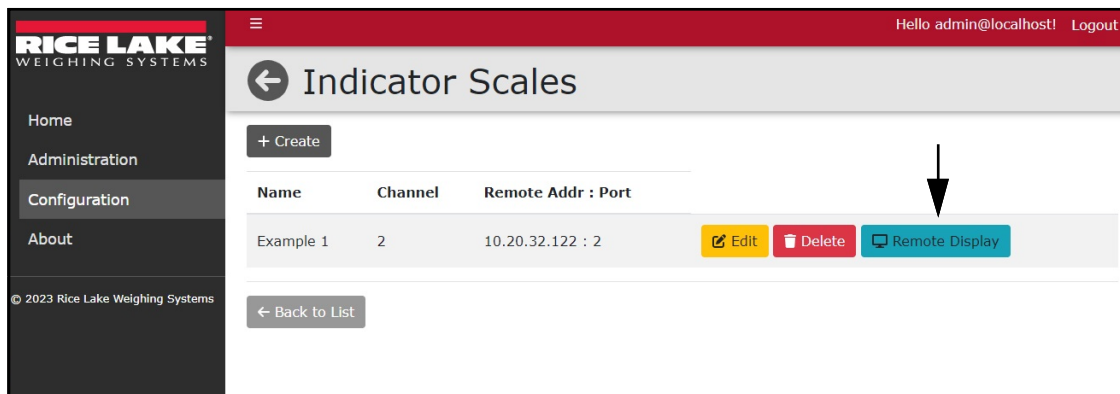 RICE LAKE
WEIGHING SYSTEMS
Hello admin@localhost! Logout
Indicator Scales
Home
Administration
Configuration
About
© 2023 Rice Lake Weighing Systems
+ Create
Name Channel Remote Addr : Port
Example 1 2 10.20.32.122 : 2 Edit Delete Remote Display
← Back to List